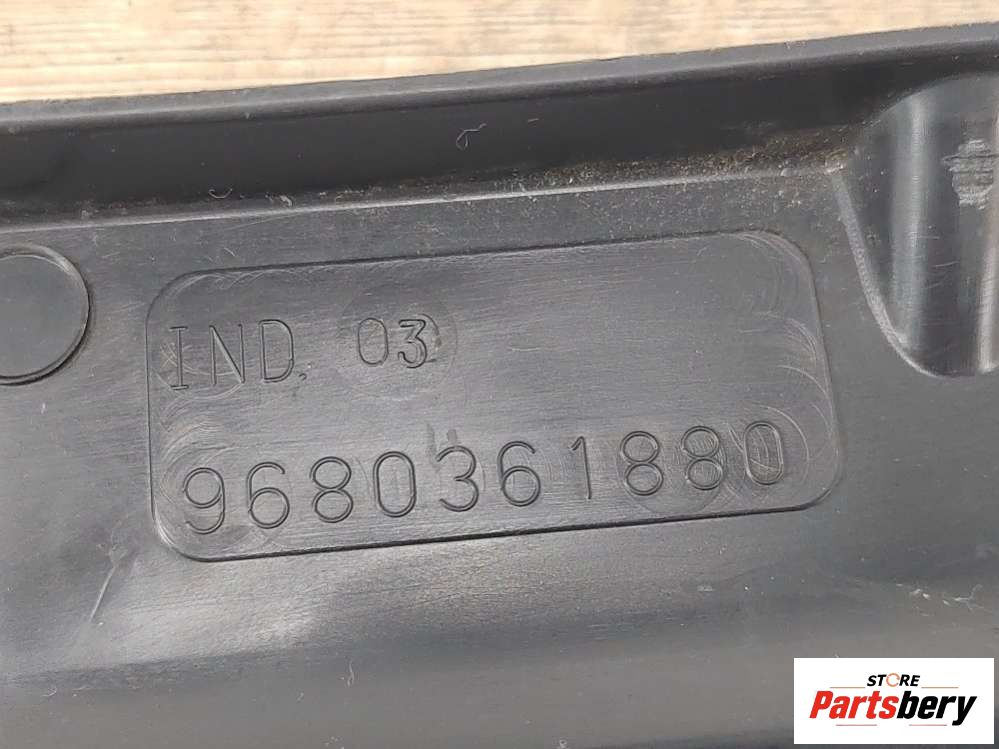 IND. 03
9680361880
STORE
Partsbery